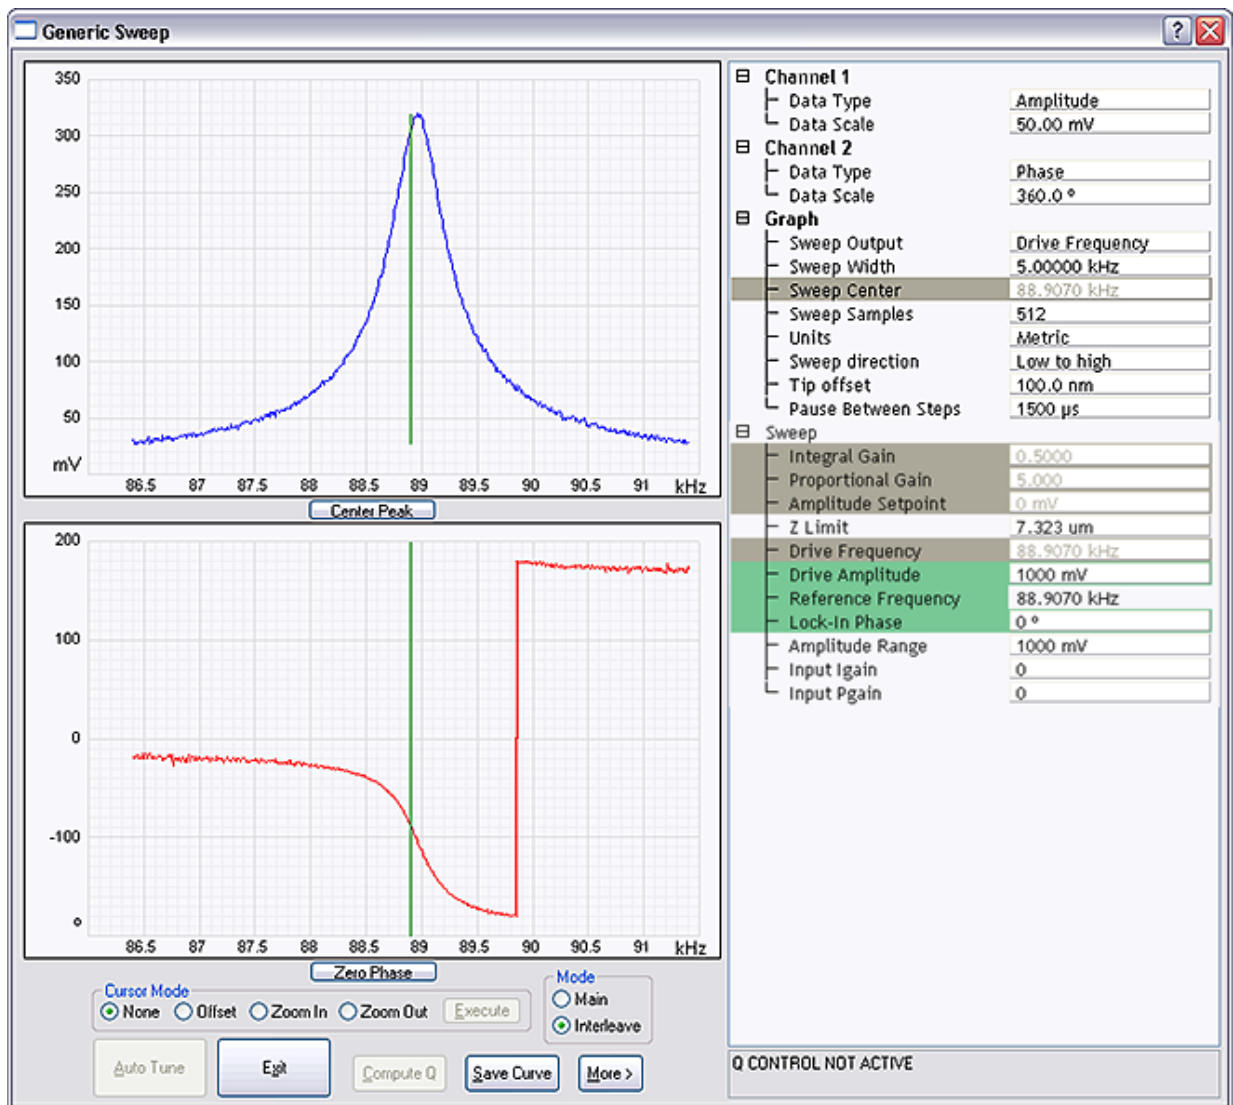 Generic Sweep
350
300
250
200
150
100
50
mV
86.5 87 87.5 88 88.5 89 89.5 90 90.5 91 kHz
Center Peak
200
100
0
-100
°
86.5 87 87.5 88 88.5 89 89.5 90 90.5 91 kHz
Zero Phase
Cursor Mode
None Offset Zoom In Zoom Out Execute
Mode
Main
Interleave
Auto Tune Exit Compute Q Save Curve More >
Channel 1
Data Type Amplitude
Data Scale 50.00 mV
Channel 2
Data Type Phase
Data Scale 360.0 º
Graph
Sweep Output Drive Frequency
Sweep Width 5.00000 kHz
Sweep Center 88.9070 kHz
Sweep Samples 512
Units Metric
Sweep direction Low to high
Tip offset 100.0 nm
Pause Between Steps 1500 µs
Sweep
Integral Gain 0.5000
Proportional Gain 5.000
Amplitude Setpoint 0 mV
Z Limit 7.323 um
Drive Frequency 88.9070 kHz
Drive Amplitude 1000 mV
Reference Frequency 88.9070 kHz
Lock-In Phase 0 º
Amplitude Range 1000 mV
Input Igain 0
Input Pgain 0
Q CONTROL NOT ACTIVE